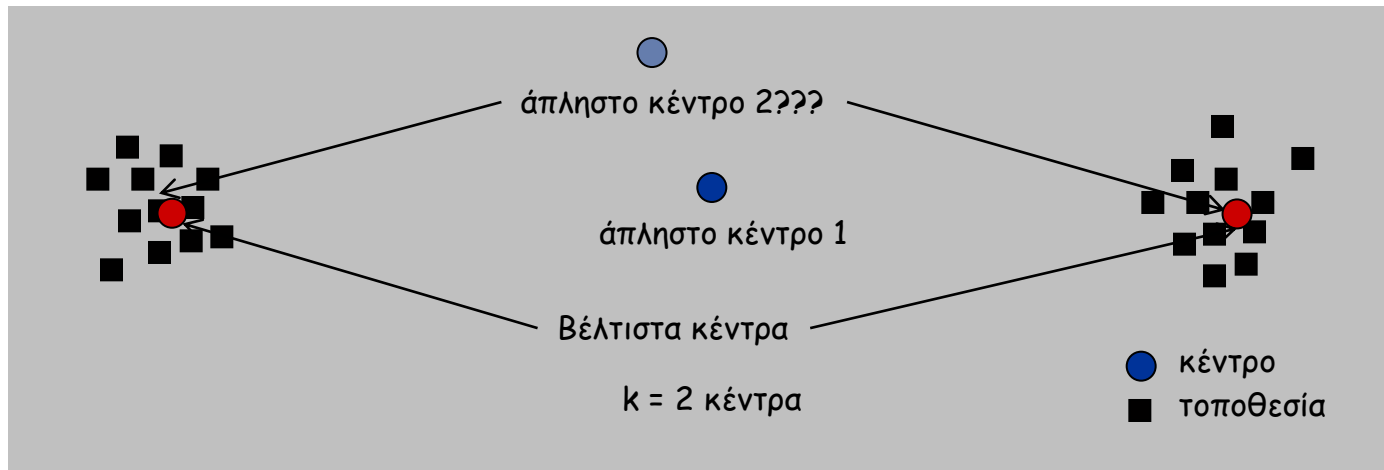 άπληστο κέντρο 2???
άπληστο κέντρο 1
Βέλτιστα κέντρα
k = 2 κέντρα
κέντρο
τοποθεσία